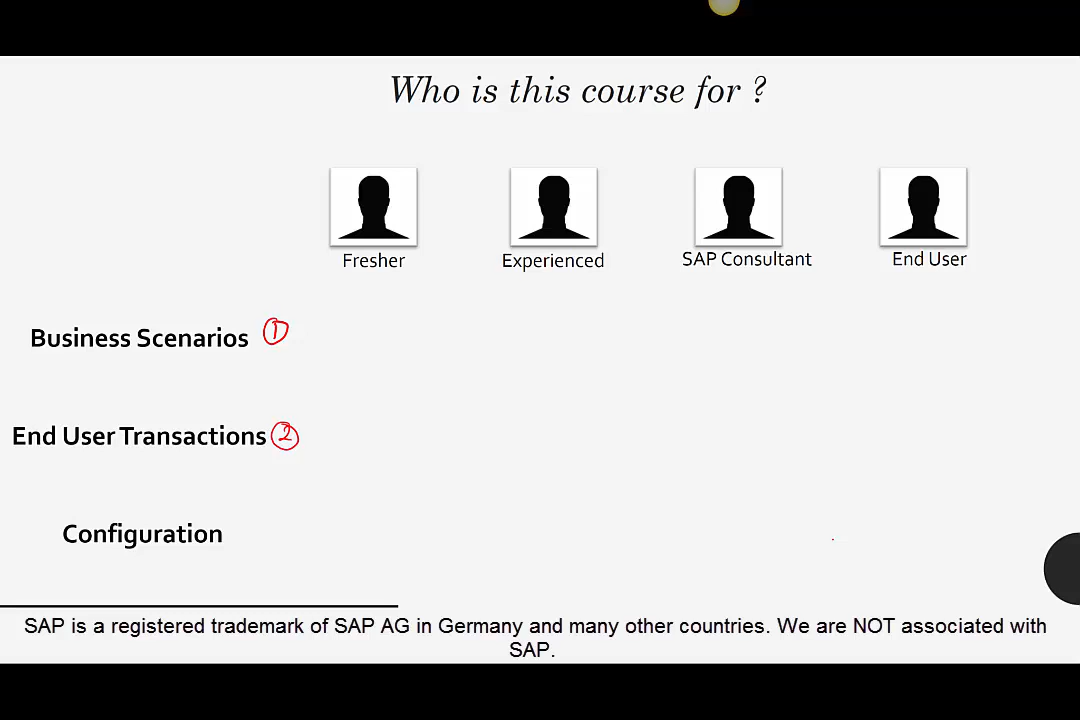 Who is this course for ?
Fresher
Experienced
SAP Consultant
End User
Business Scenarios 1
End User Transactions 2
Configuration
SAP is a registered trademark of SAP AG in Germany and many other countries. We are NOT associated with
SAP.